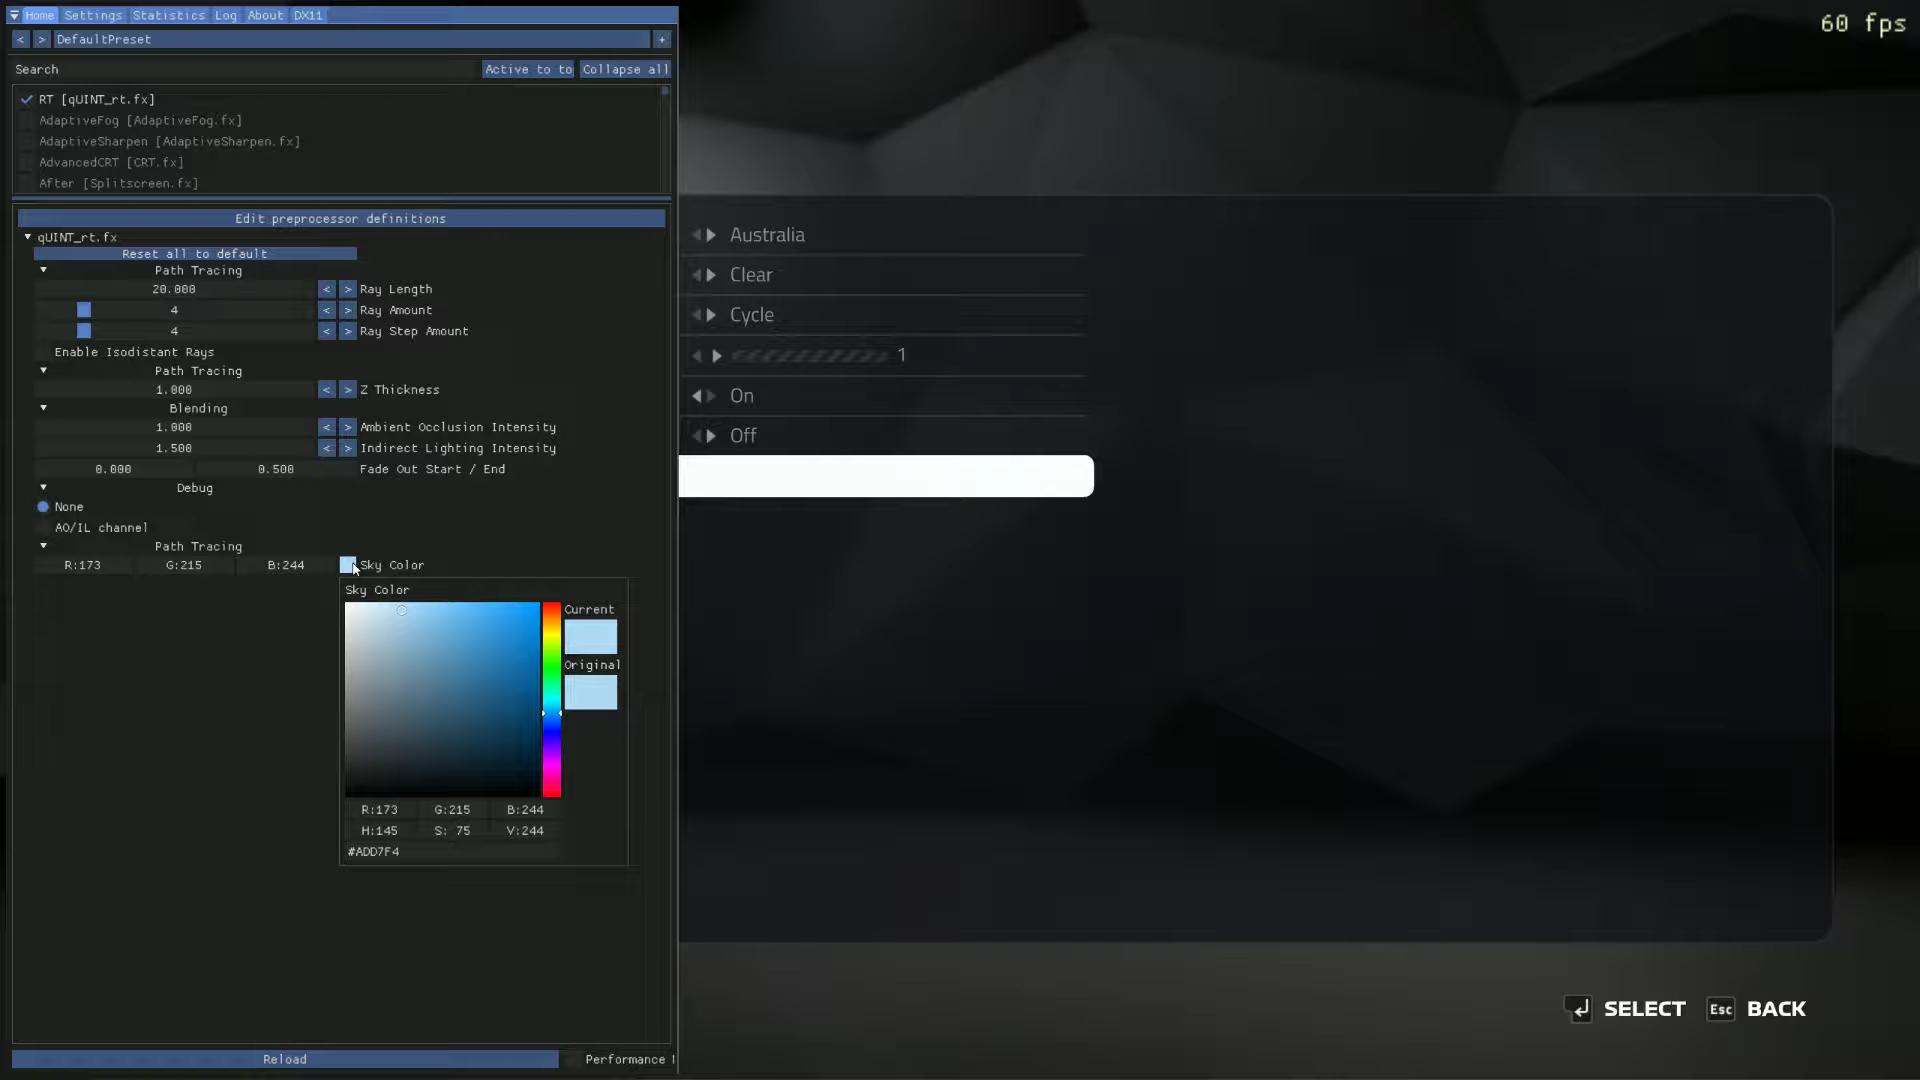 Home Settings Statistics Log About DX11
60 fps
< > DefaultPreset +
Search Active to to Collapse all
RT [qUINT_rt.fx]
AdaptiveFog [AdaptiveFog.fx]
AdaptiveSharpen [AdaptiveSharpen.fx]
AdvancedCRT [CRT.fx]
After [Splitscreen.fx]
Edit preprocessor definitions
qUINT_rt.fx
Reset all to default
Path Tracing
20.000 < > Ray Length
4 < > Ray Amount
4 < > Ray Step Amount
Enable Isodistant Rays
Path Tracing
1.000 < > Z Thickness
Blending
1.000 < > Ambient Occlusion Intensity
1.500 < > Indirect Lighting Intensity
0.000 0.500 Fade Out Start / End
Debug
None
AO/IL channel
Path Tracing
R:173 G:215 B:244 Sky Color
Sky Color
Current
Original
R:173 G:215 B:244
H:145 S: 75 V:244
#ADD7F4
Reload Performance
Australia
Clear
Cycle
1
On
Off
SELECT Esc BACK